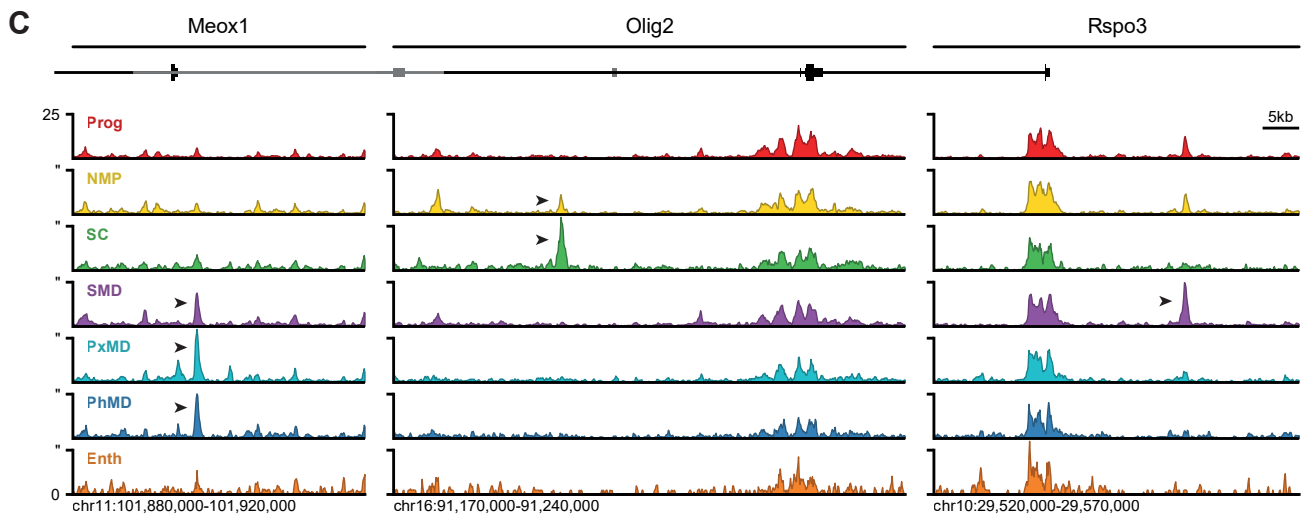 C
Meox1 Olig2 Rspo3
5kb
25
Prog
"
NMP
"
SC
"
SMD
"
PxMD
"
PhMD
"
Enth
0
chr11:101,880,000-101,920,000 chr16:91,170,000-91,240,000 chr10:29,520,000-29,570,000